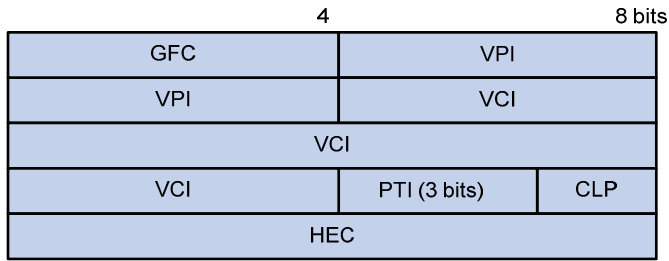 4 8 bits
GFC VPI
VPI VCI
VCI
VCI PTI (3 bits) CLP
HEC